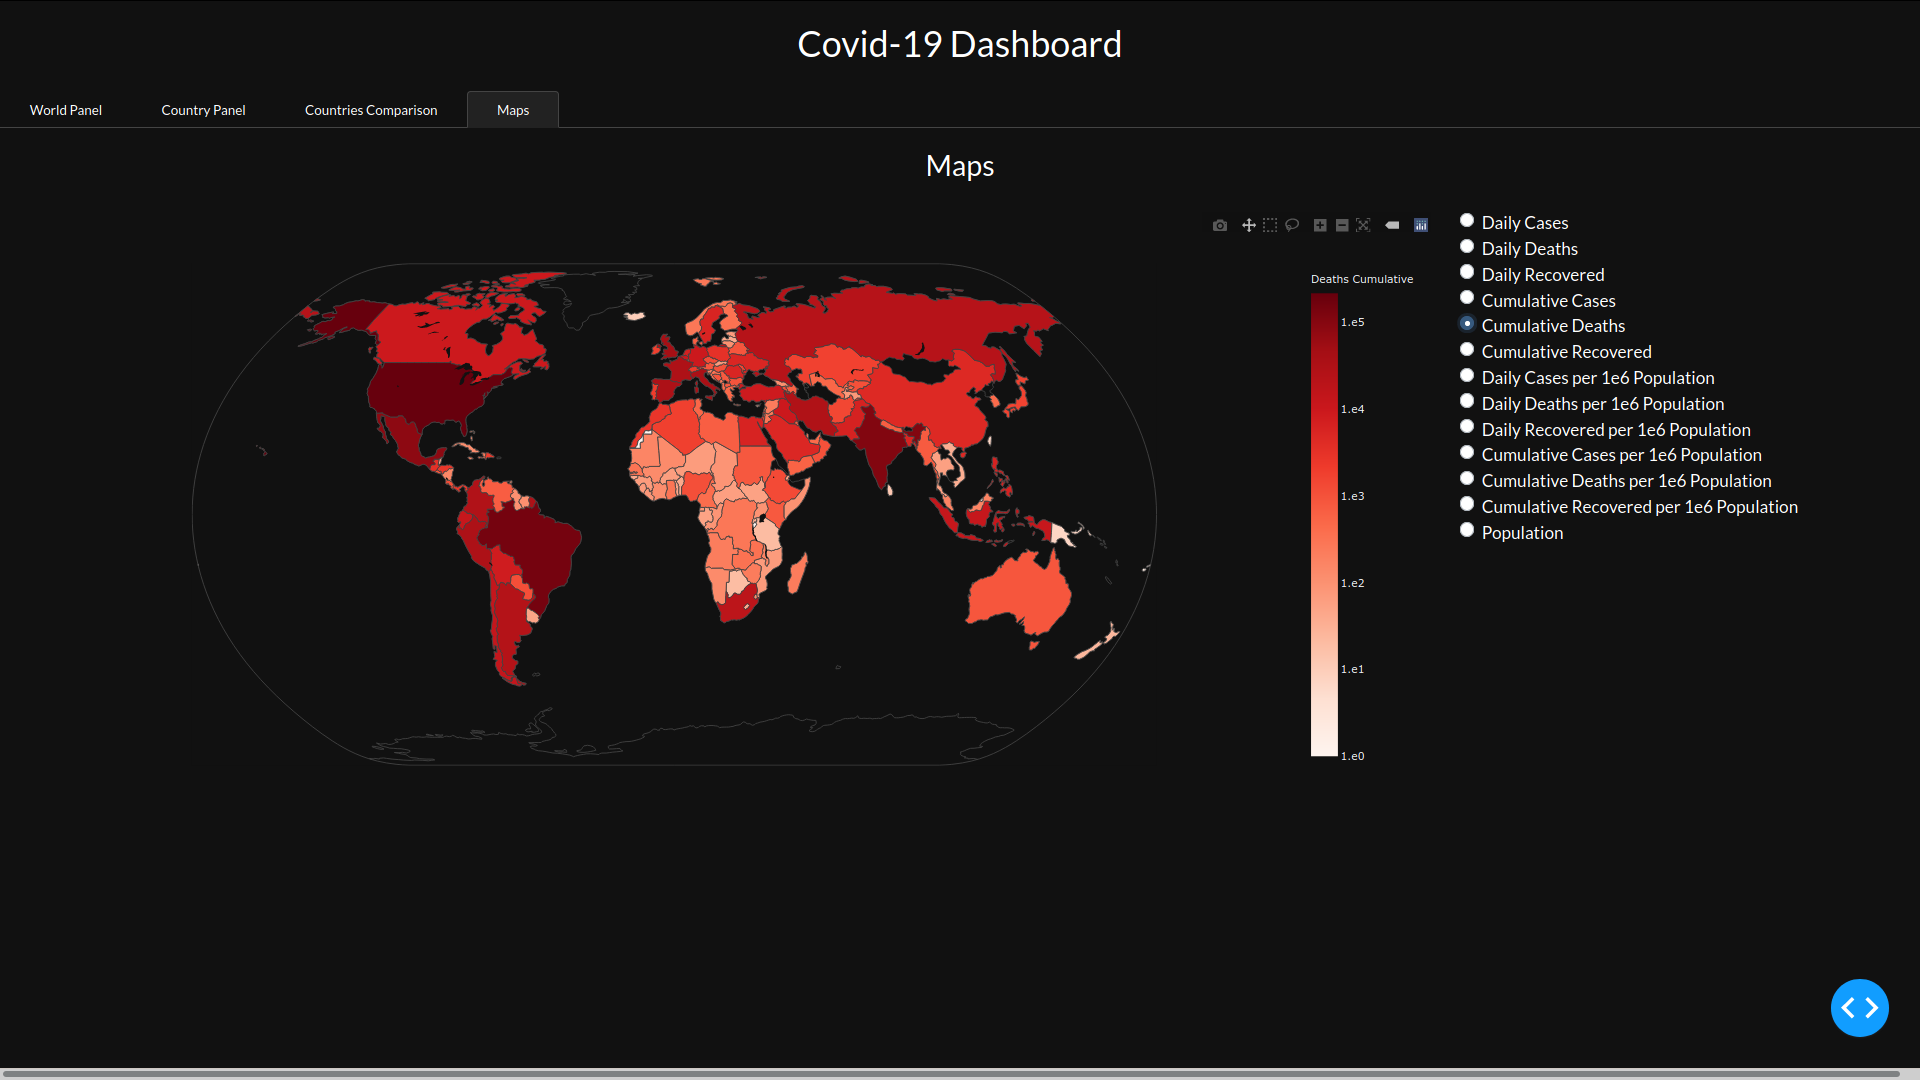 Covid-19 Dashboard
World Panel
Country Panel
Countries Comparison
Maps
Maps
Deaths Cumulative
1.e5
1.e4
1.e3
1.e2
1.e1
1.e0
Daily Cases
Daily Deaths
Daily Recovered
Cumulative Cases
Cumulative Deaths
Cumulative Recovered
Daily Cases per 1e6 Population
Daily Deaths per 1e6 Population
Daily Recovered per 1e6 Population
Cumulative Cases per 1e6 Population
Cumulative Deaths per 1e6 Population
Cumulative Recovered per 1e6 Population
Population